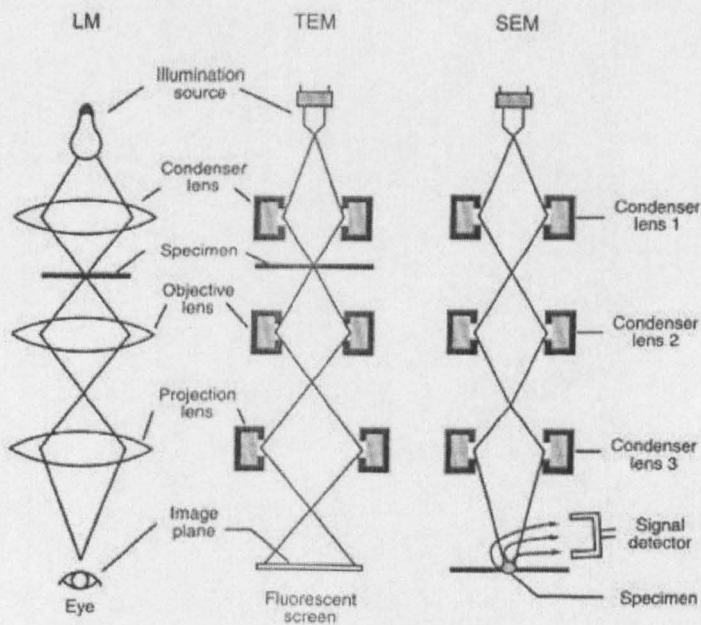 LM
TEM
SEM
Illumination
source
Condenser
lens
Condenser
lens 1
Specimen
Objective
lens
Condenser
lens 2
Projection
lens
Condenser
lens 3
Image
plane
Signal
detector
Eye
Fluorescent
screen
Specimen